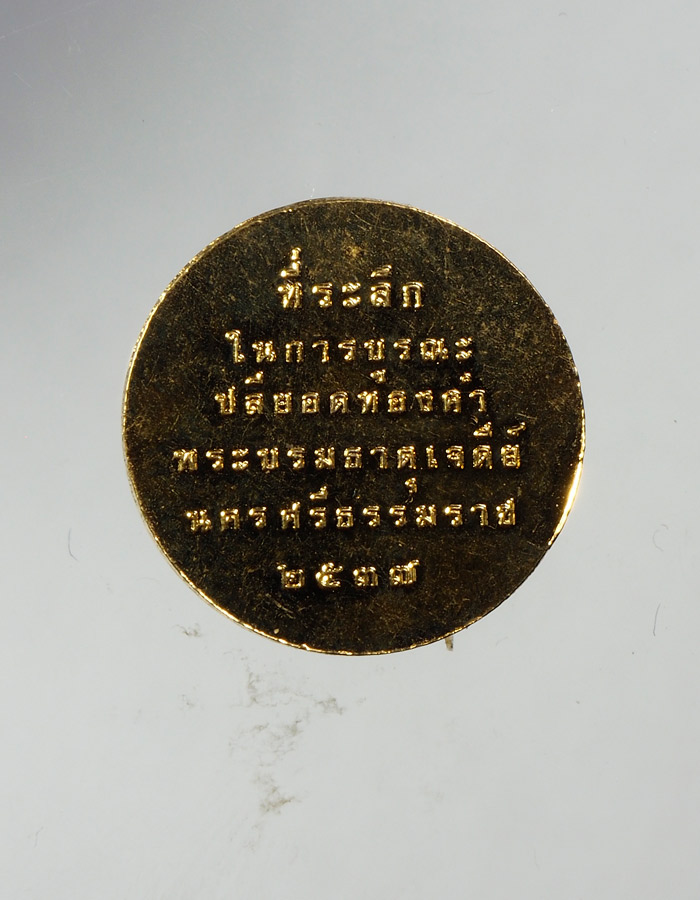 ที่ระลึก
ในการบูรณะ
ปลียอดทองคำ
พระบรมธาตุเจดีย์
นครศรีธรรมราช
๒๕๓๗